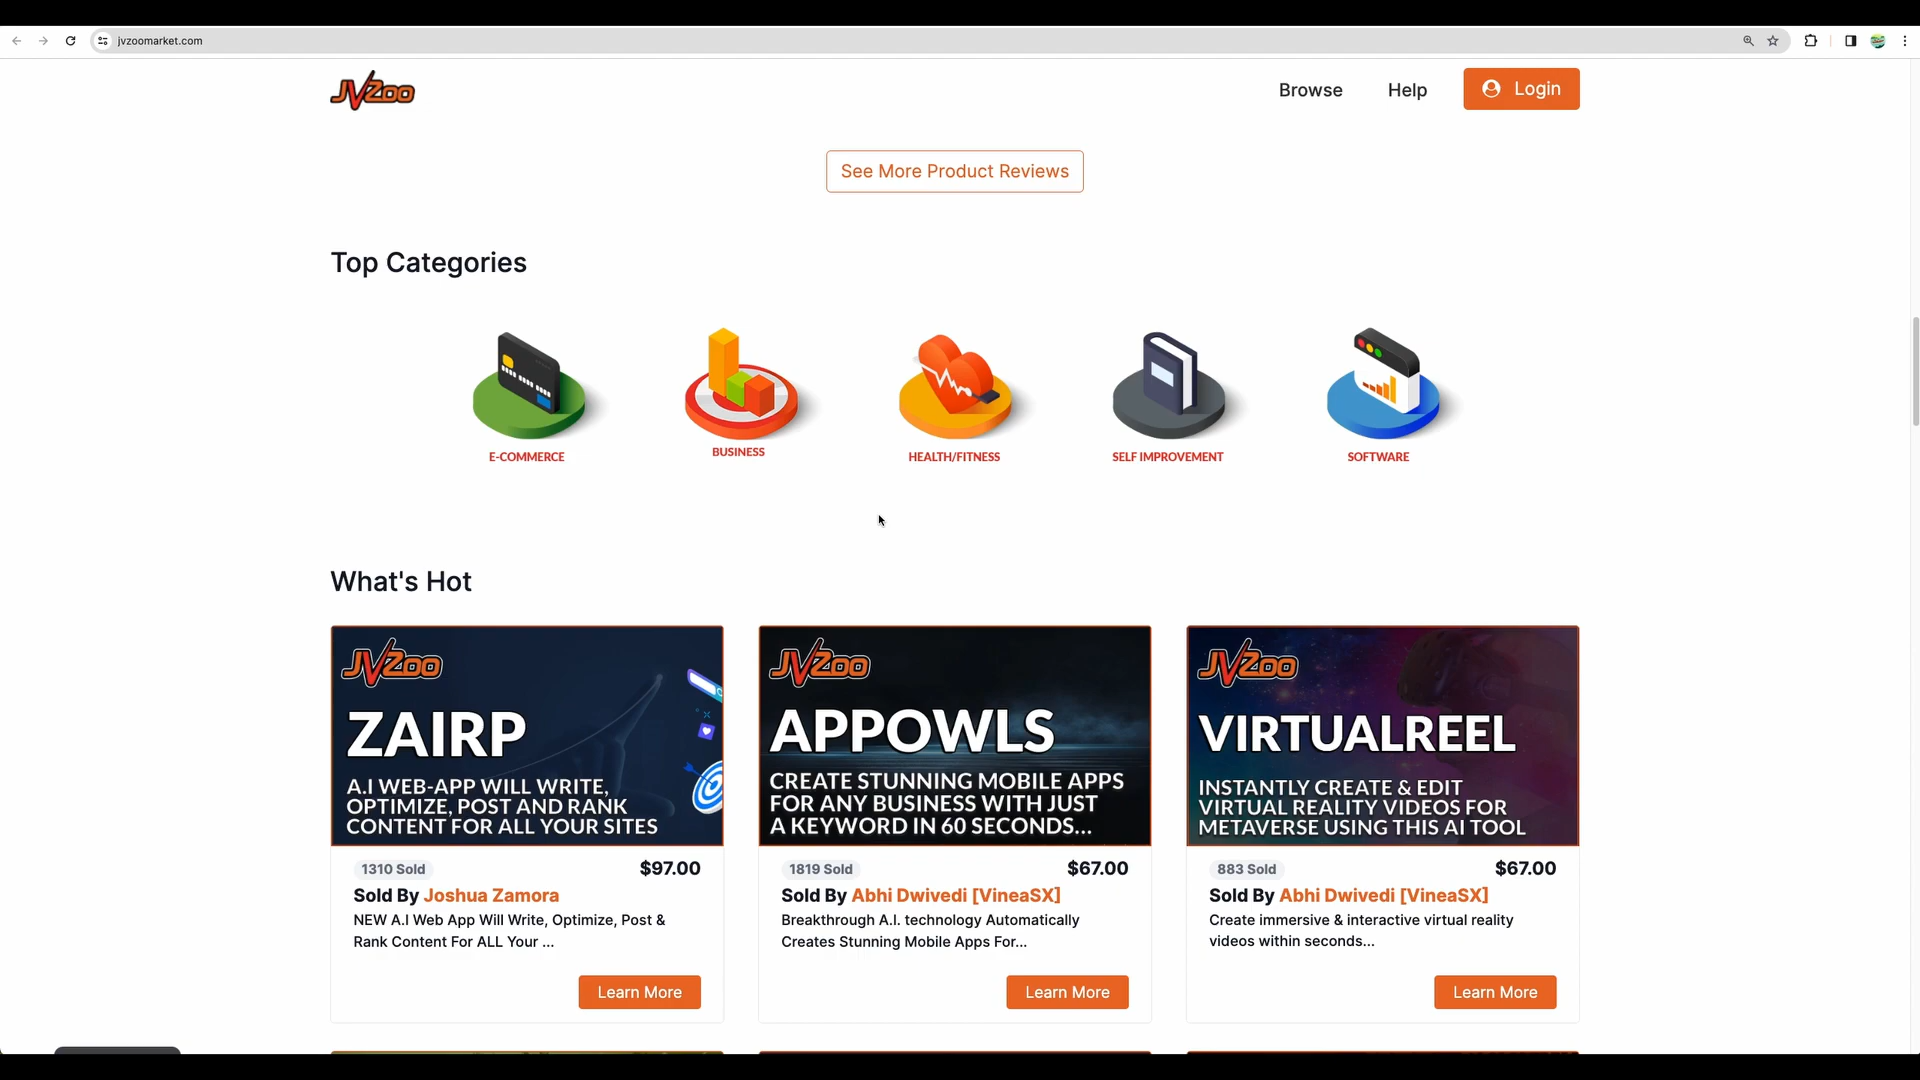 jvzoomarket.com
JVZoo
Browse
Help
Login
See More Product Reviews
Top Categories
E-COMMERCE
BUSINESS
HEALTH/FITNESS
SELF IMPROVEMENT
SOFTWARE
What's Hot
JVZoo
ZAIRP
A.I WEB-APP WILL WRITE,
OPTIMIZE, POST AND RANK
CONTENT FOR ALL YOUR SITES
1310 Sold
$97.00
Sold By Joshua Zamora
NEW A.I Web App Will Write, Optimize, Post &
Rank Content For ALL Your ...
Learn More
JVZoo
APPOWLS
CREATE STUNNING MOBILE APPS
FOR ANY BUSINESS WITH JUST
A KEYWORD IN 60 SECONDS...
1819 Sold
$67.00
Sold By Abhi Dwivedi [VineaSX]
Breakthrough A.I. technology Automatically
Creates Stunning Mobile Apps For...
Learn More
JVZoo
VIRTUALREEL
INSTANTLY CREATE & EDIT
VIRTUAL REALITY VIDEOS FOR
METAVERSE USING THIS AI TOOL
883 Sold
$67.00
Sold By Abhi Dwivedi [VineaSX]
Create immersive & interactive virtual reality
videos within seconds...
Learn More